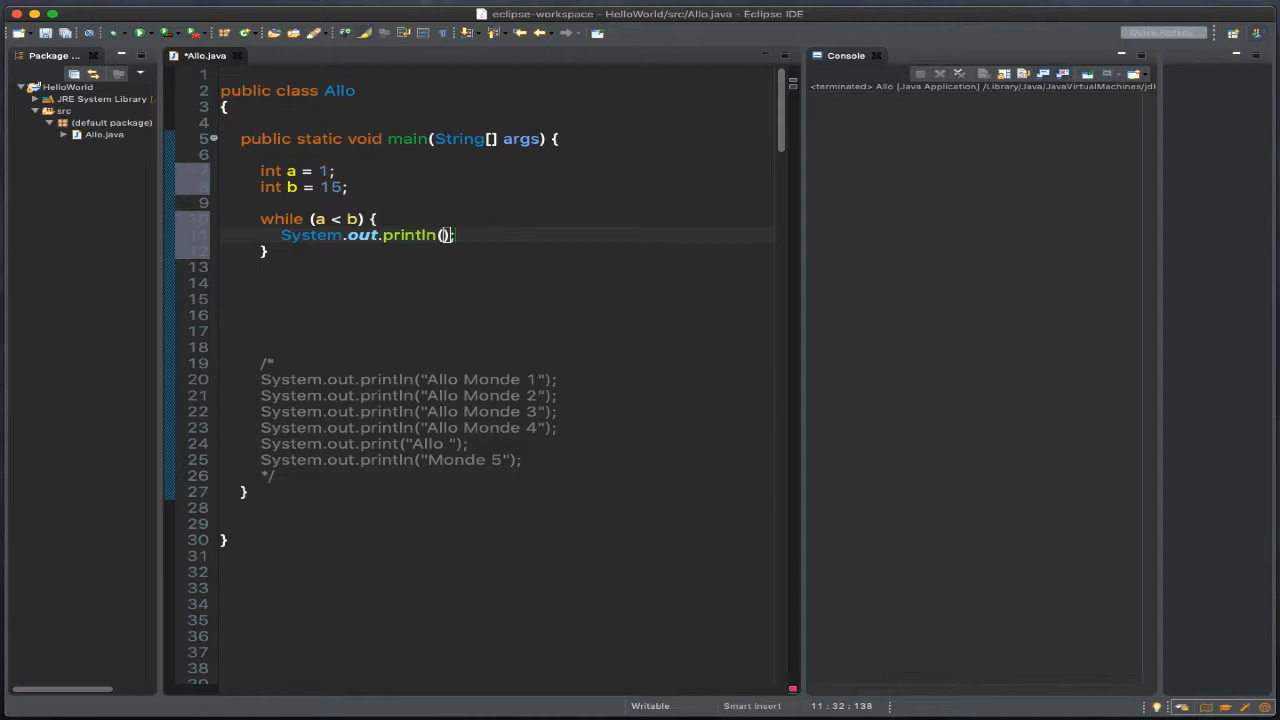 eclipse-workspace - HelloWorld/src/Allo.java - Eclipse IDE
Quick Access
Package ...
*Allo.java
Console
HelloWorld
JRE System Library [
src
(default package)
Allo.java
<terminated> Allo [Java Application] /Library/Java/JavaVirtualMachines/jdk
1
2 public class Allo
3 {
4
5 public static void main(String[] args) {
6
7 int a = 1;
8 int b = 15;
9
10 while (a < b) {
11 System.out.println();
12 }
13
14
15
16
17
18
19 /*
20 System.out.println("Allo Monde 1");
21 System.out.println("Allo Monde 2");
22 System.out.println("Allo Monde 3");
23 System.out.println("Allo Monde 4");
24 System.out.print("Allo ");
25 System.out.println("Monde 5");
26 */
27 }
28
29
30 }
31
32
33
34
35
36
37
38
39
Writable
Smart Insert
11 : 32 : 138